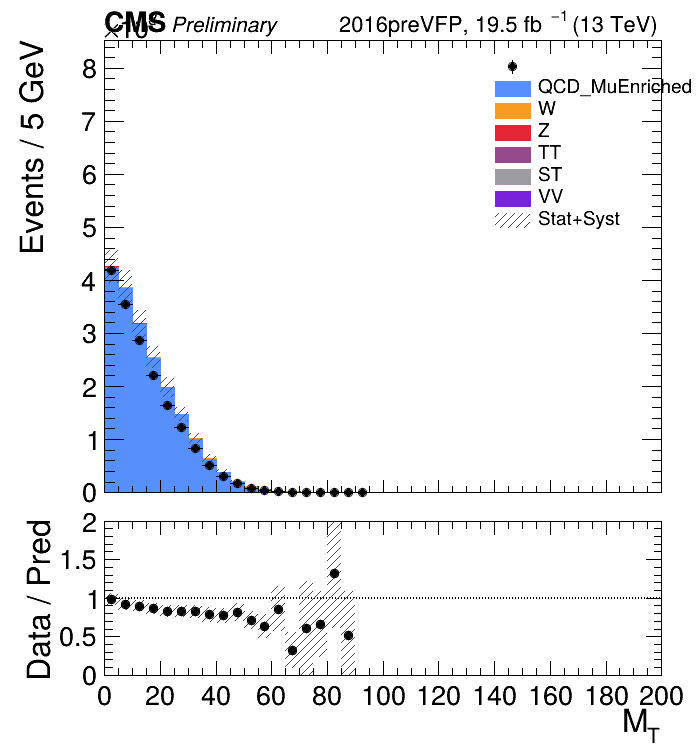 CMS Preliminary 2016preVFP, 19.5 fb⁻¹ (13 TeV)
Events / 5 GeV
8
7
6
5
4
3
2
1
0
QCD_MuEnriched
W
Z
TT
ST
VV
Stat+Syst
Data / Pred
2
1.5
1
0.5
0
0 20 40 60 80 100 120 140 160 180 200
M_T